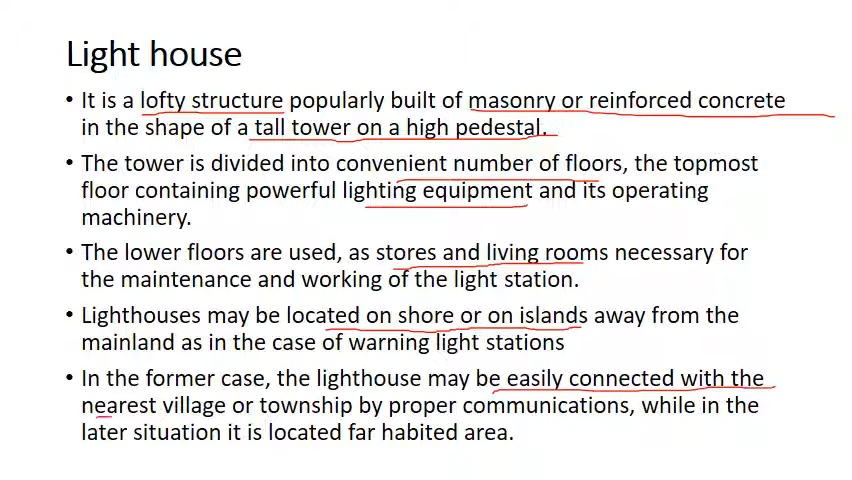 Light house
• It is a lofty structure popularly built of masonry or reinforced concrete
in the shape of a tall tower on a high pedestal.
• The tower is divided into convenient number of floors, the topmost
floor containing powerful lighting equipment and its operating
machinery.
• The lower floors are used, as stores and living rooms necessary for
the maintenance and working of the light station.
• Lighthouses may be located on shore or on islands away from the
mainland as in the case of warning light stations
• In the former case, the lighthouse may be easily connected with the
nearest village or township by proper communications, while in the
later situation it is located far habited area.